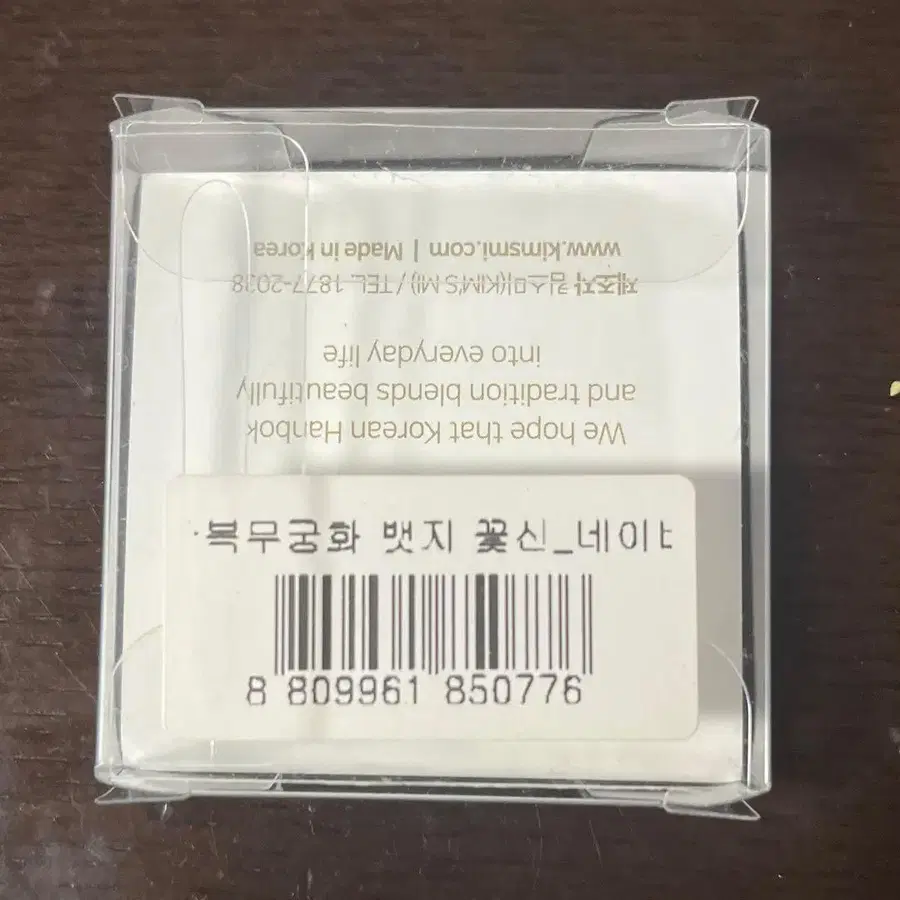 We hope that Korean Hanbok
and tradition blends beautifully
into everyday life
제조자 킴스미(KIM'S MI) / TEL. 1877-2038
www.kimsmi.com | Made in Korea
복무궁화 뱃지 꽃신_네이
8 809961 850776